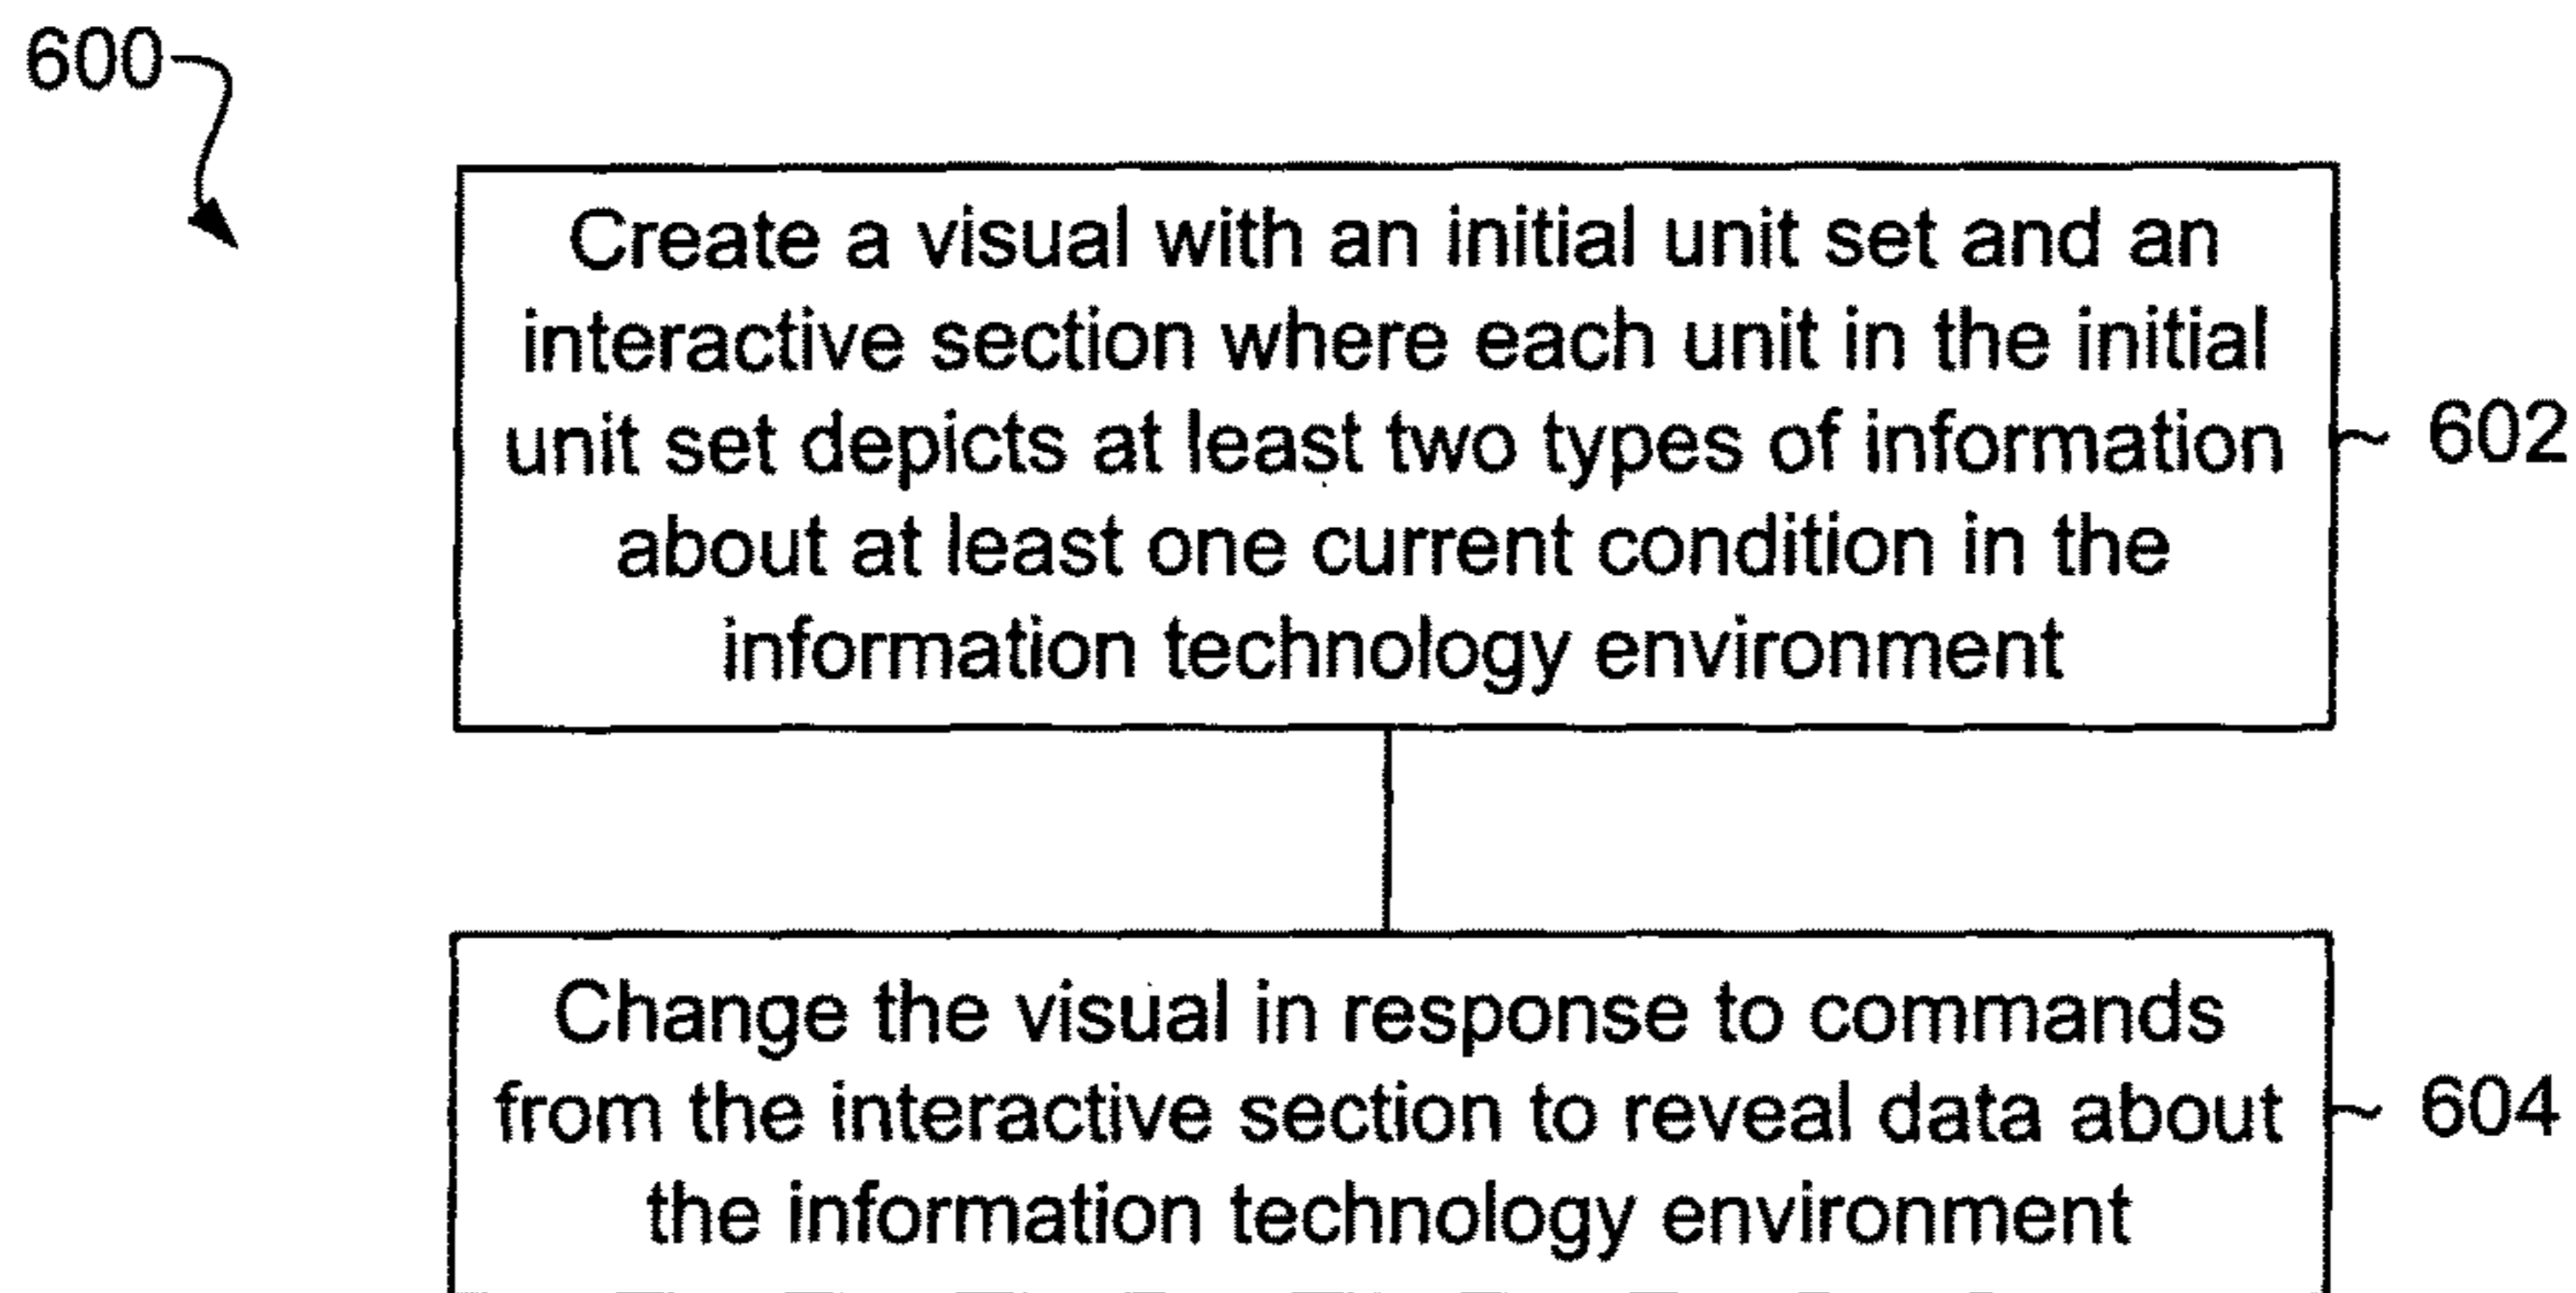 600
Create a visual with an initial unit set and an
interactive section where each unit in the initial
unit set depicts at least two types of information
about at least one current condition in the
information technology environment
602
Change the visual in response to commands
from the interactive section to reveal data about
the information technology environment
604